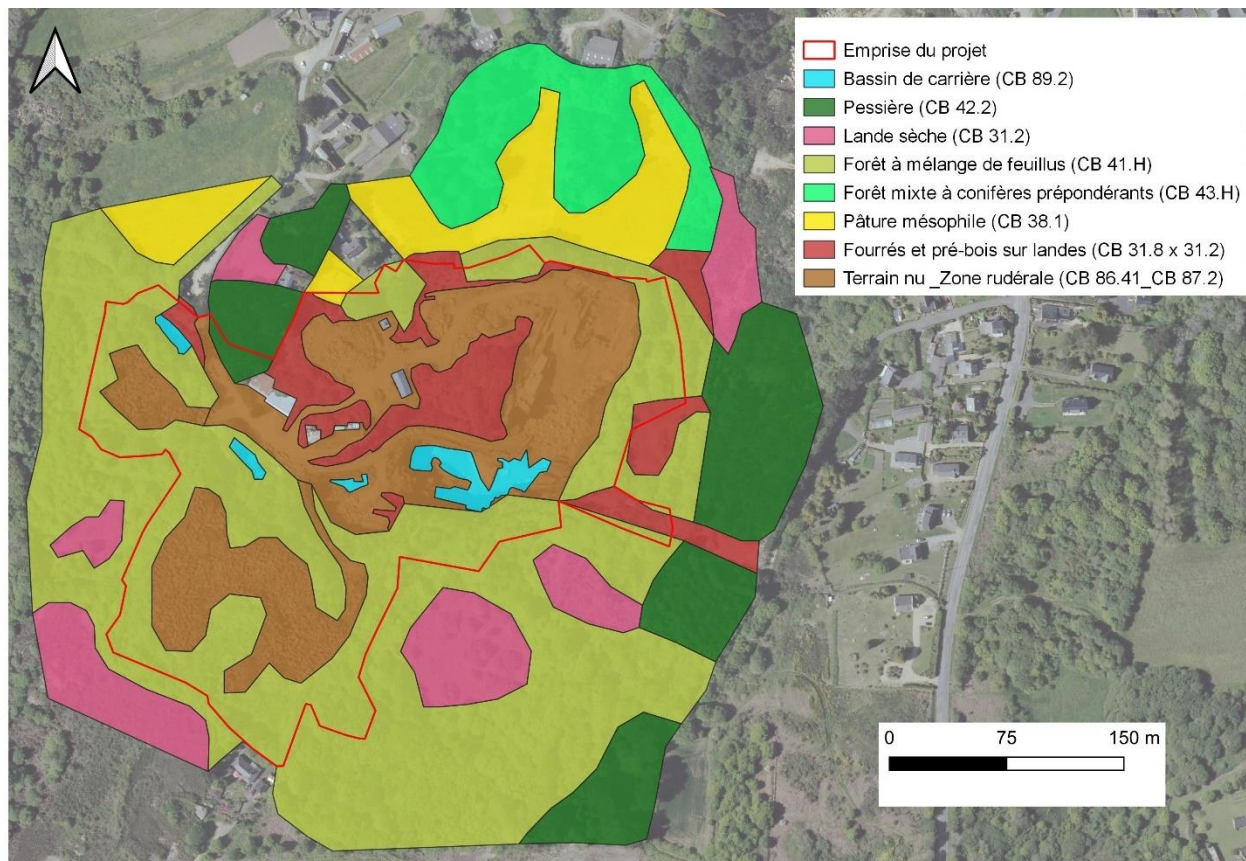 Emprise du projet
Bassin de carrière (CB 89.2)
Pessière (CB 42.2)
Lande sèche (CB 31.2)
Forêt à mélange de feuillus (CB 41.H)
Forêt mixte à conifères prépondérants (CB 43.H)
Pâture mésophile (CB 38.1)
Fourrés et pré-bois sur landes (CB 31.8 x 31.2)
Terrain nu _Zone rudérale (CB 86.41_CB 87.2)
0 75 150 m